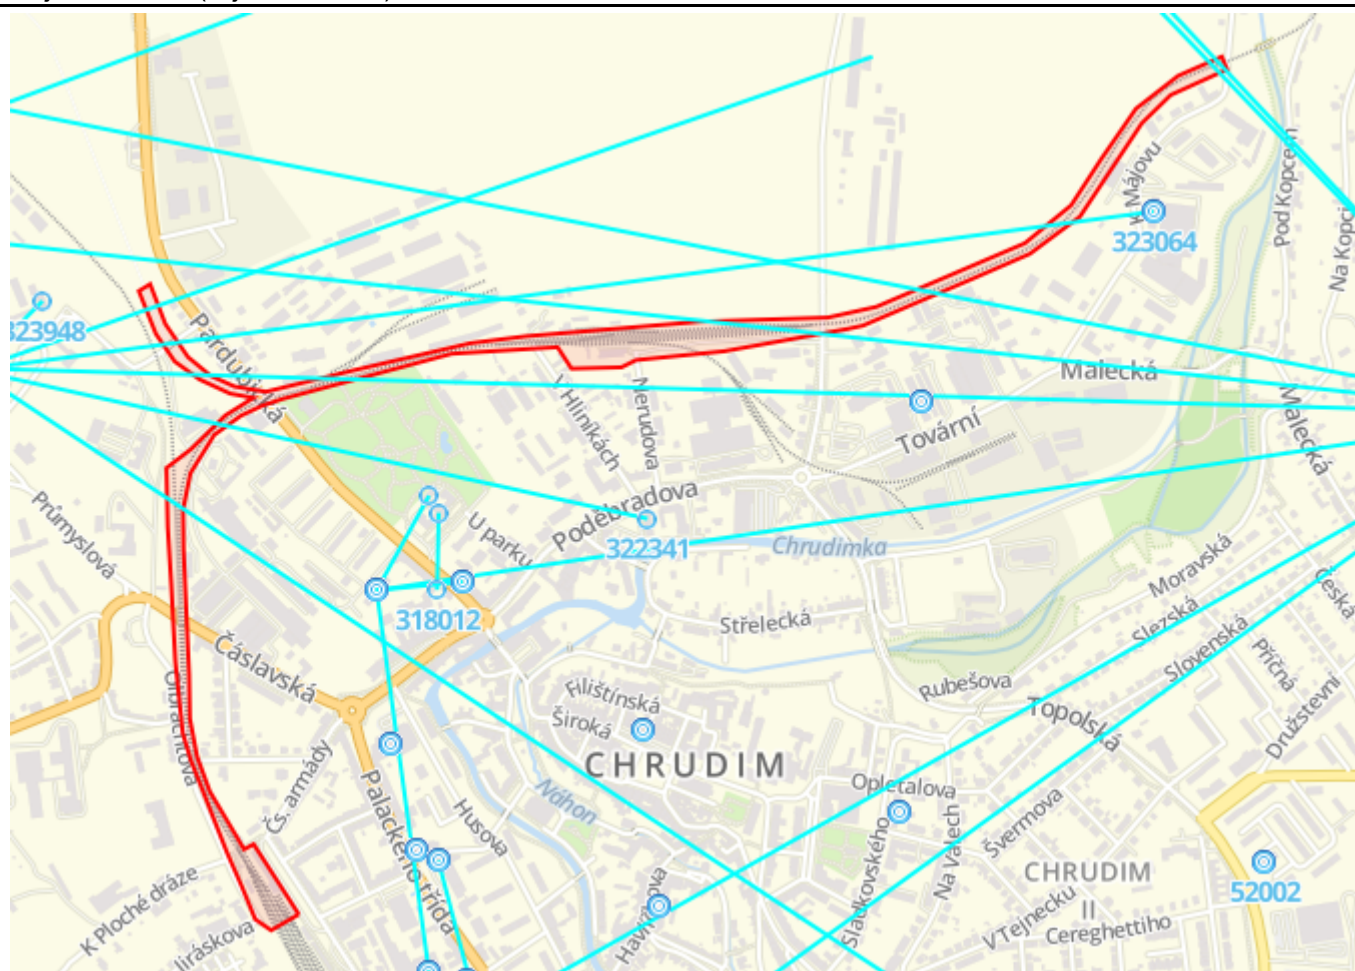 K Májovu
Pod Kopcem
Na Kopci
323064
323948
Pardubická
Malecká
Malecká
V Hliníkách
Nerudova
Tovární
Poděbradova
U parku
Průmyslová
322341
Chrudimka
Moravská
318012
Střelecká
Slezská
Česká
Čáslavská
Slovenská
Příčná
Olbrachtova
Filištínská
Široká
Rubešova
Topolská
Družstevní
CHRUDIM
Čs. armády
Palackého třída
Husova
Náhon
Opletalova
Švermova
Na Valech
Sladkovského
K Ploché dráze
Jiráskova
CHRUDIM
II
52002
V Tejnecku
Cereghettiho